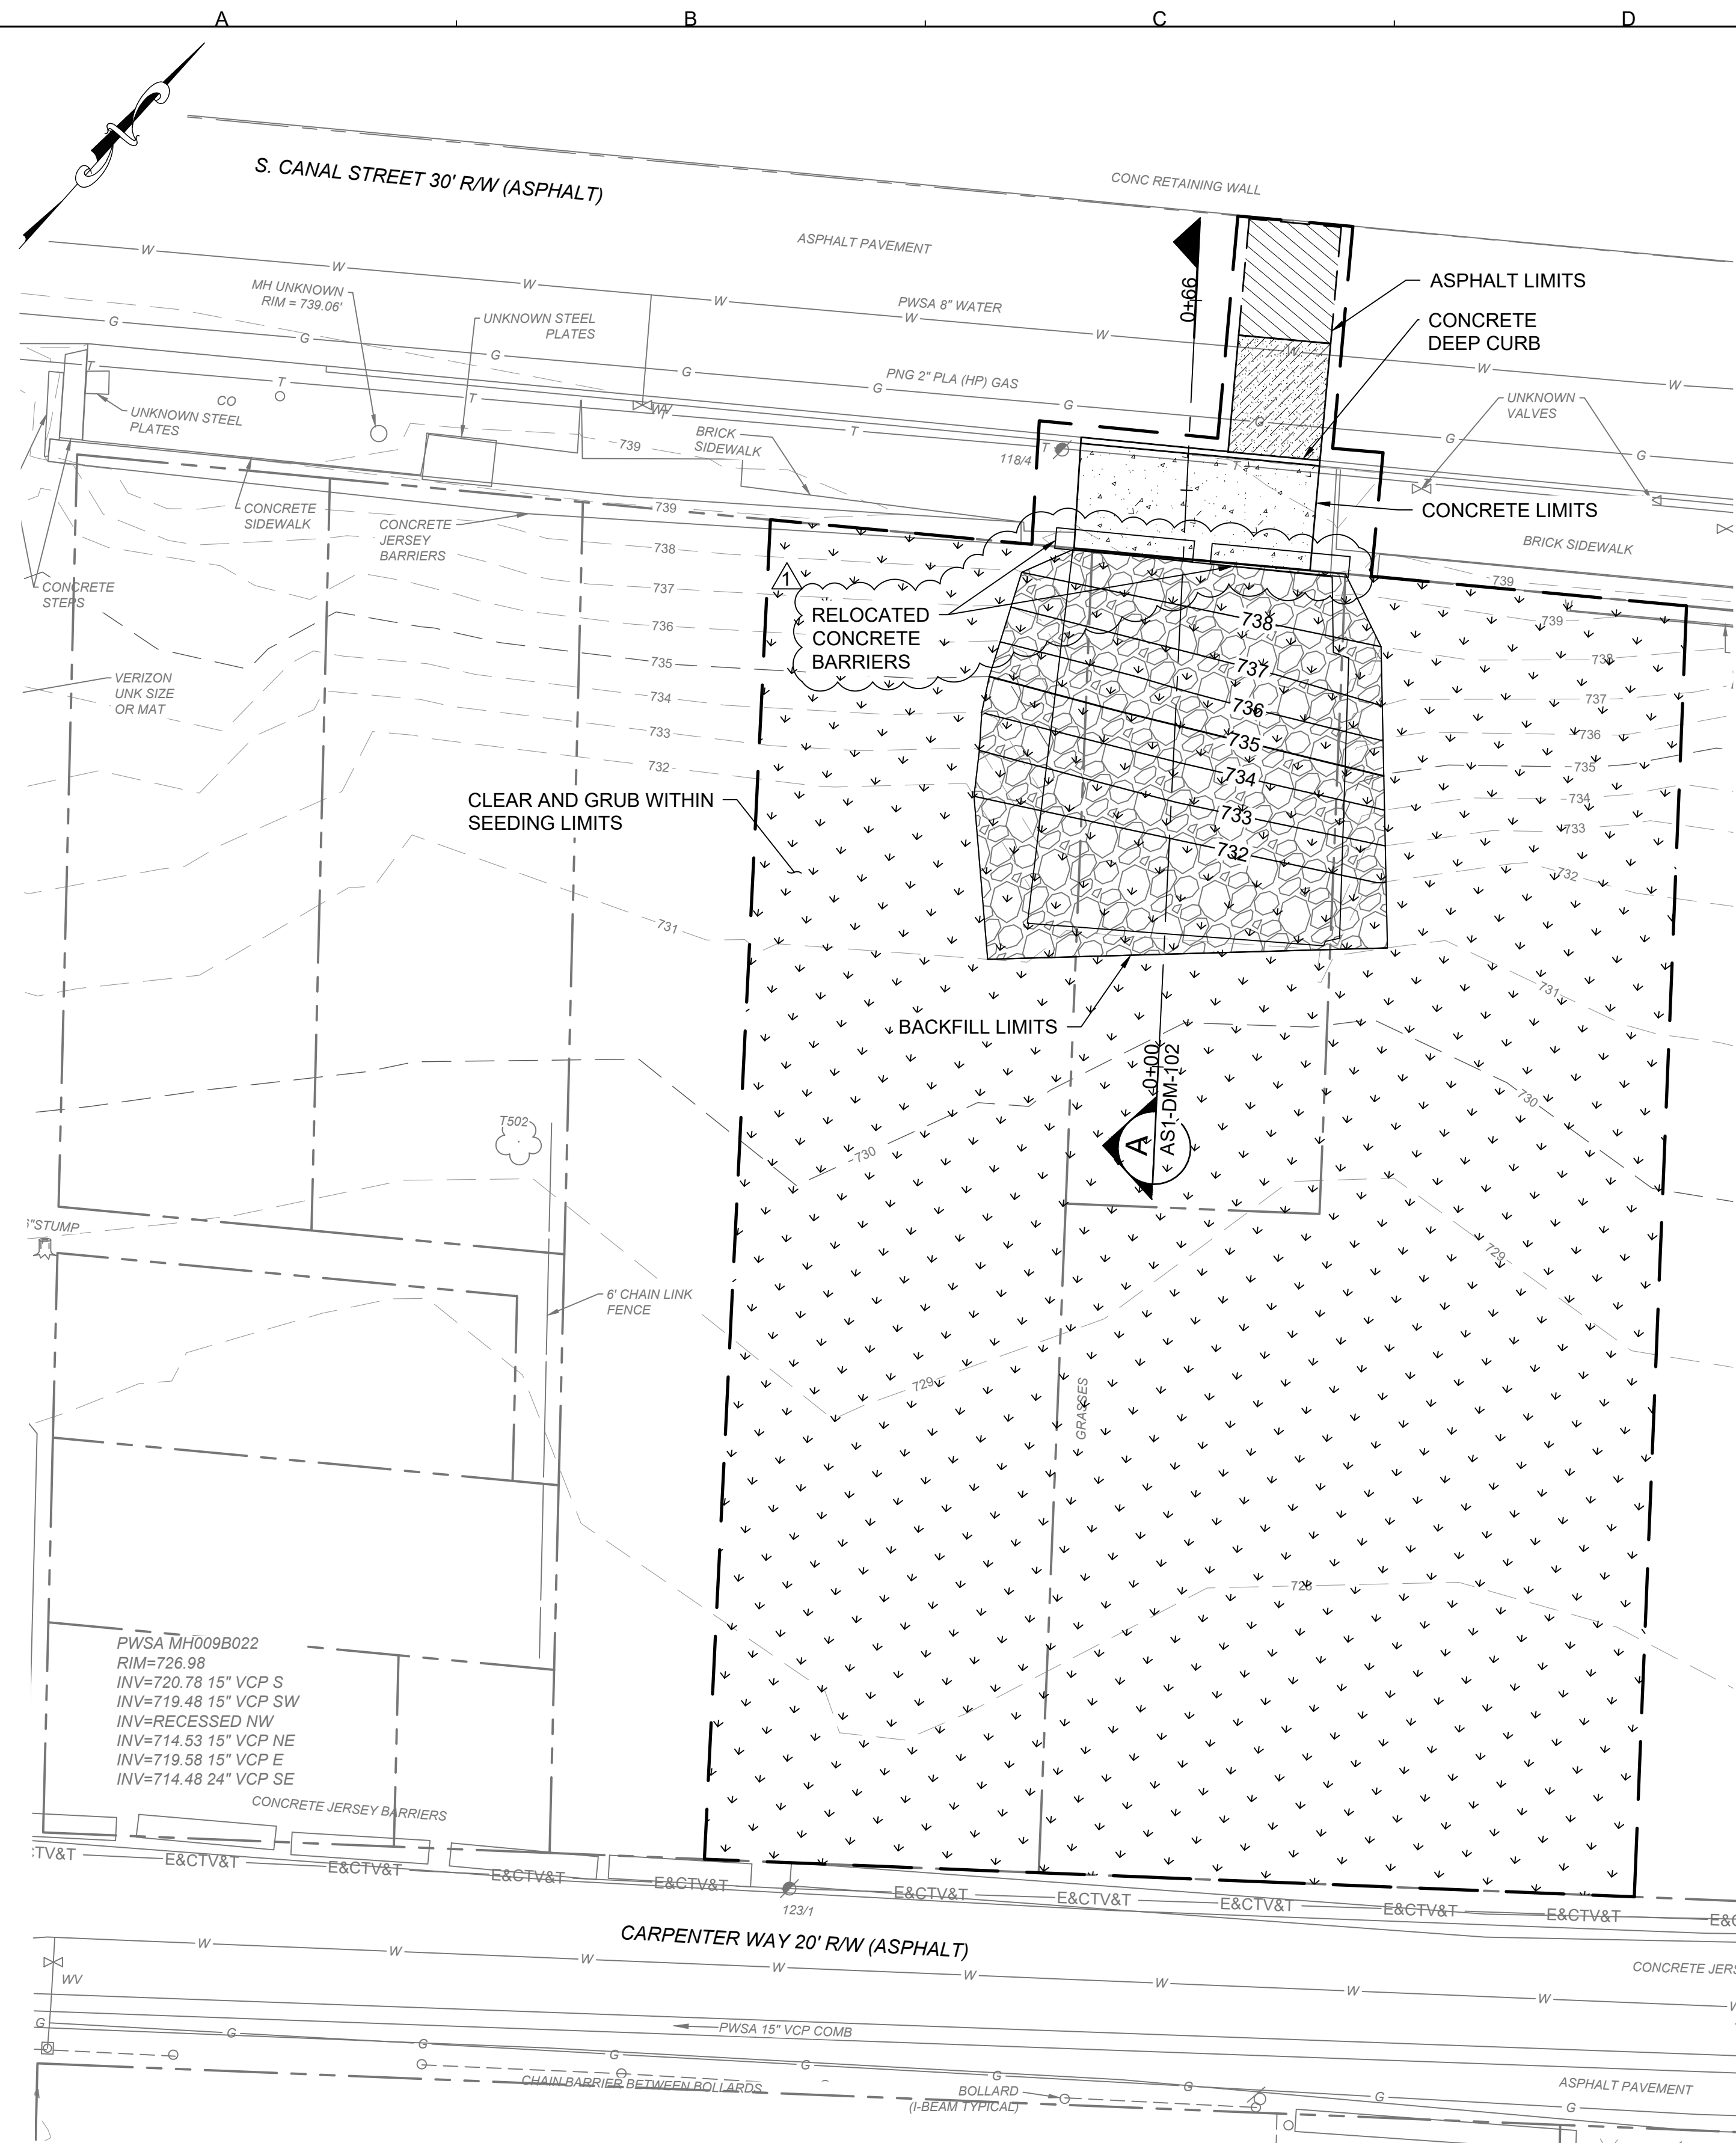 A
B
C
D
S. CANAL STREET 30' R/W (ASPHALT)
CONC RETAINING WALL
ASPHALT PAVEMENT
W
W
W
W
W
W
W
W
W
PWSA 8" WATER
0+66
ASPHALT LIMITS
CONCRETE
DEEP CURB
MH UNKNOWN
RIM = 739.06'
UNKNOWN STEEL
PLATES
G
G
G
G
G
G
G
G
G
PNG 2" PLA (HP) GAS
T
T
T
T
T
T
T
CO
UNKNOWN STEEL
PLATES
WV
UNKNOWN
VALVES
BRICK
SIDEWALK
739
118/4
CONCRETE
SIDEWALK
CONCRETE
JERSEY
BARRIERS
CONCRETE LIMITS
BRICK SIDEWALK
CONCRETE
STEPS
739
738
737
736
735
734
733
732
731
1
RELOCATED
CONCRETE
BARRIERS
738
737
736
735
734
733
732
739
739
738
737
736
735
734
733
732
731
730
729
VERIZON
UNK SIZE
OR MAT
CLEAR AND GRUB WITHIN
SEEDING LIMITS
BACKFILL LIMITS
0+00
A
AS1-DM-102
T502
730
6' CHAIN LINK
FENCE
729
GRASSES
728
"STUMP
PWSA MH009B022
RIM=726.98
INV=720.78 15" VCP S
INV=719.48 15" VCP SW
INV=RECESSED NW
INV=714.53 15" VCP NE
INV=719.58 15" VCP E
INV=714.48 24" VCP SE
CONCRETE JERSEY BARRIERS
CTV&T
E&CTV&T
E&CTV&T
E&CTV&T
E&CTV&T
E&CTV&T
E&CTV&T
E&CTV&T
E&CTV&T
E&CTV&T
E&C
123/1
CARPENTER WAY 20' R/W (ASPHALT)
W
W
W
W
W
W
W
W
W
W
WV
CONCRETE JERS
PWSA 15" VCP COMB
G
G
G
G
G
G
G
G
G
CHAIN BARRIER BETWEEN BOLLARDS
BOLLARD
(I-BEAM TYPICAL)
ASPHALT PAVEMENT